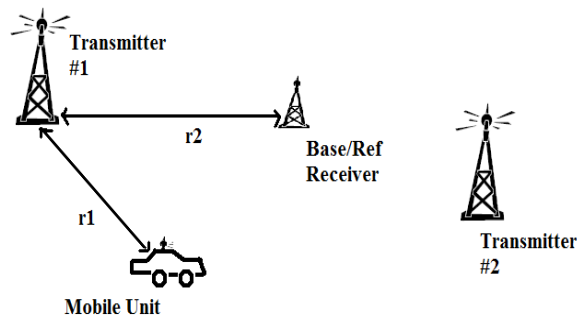 Transmitter
#1
r2
Base/Ref
Receiver
r1
Transmitter
#2
Mobile Unit